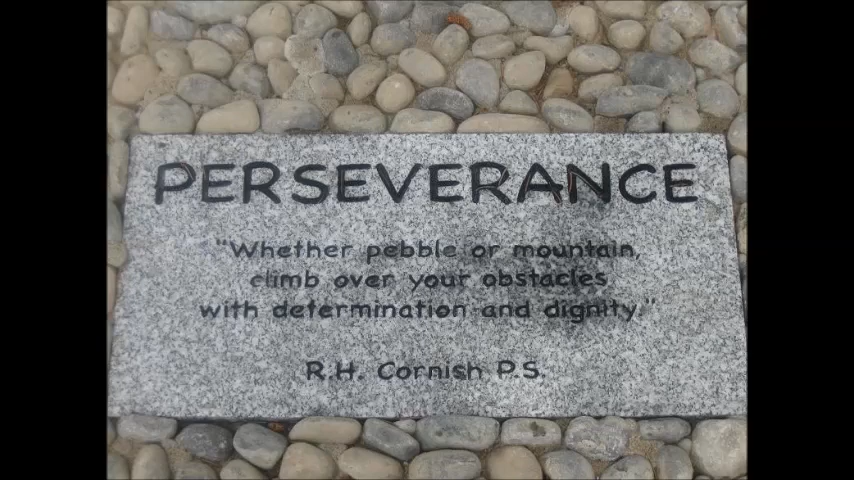 PERSEVERANCE
"Whether pebble or mountain,
climb over your obstacles
with determination and dignity."
R.H. Cornish P.S.